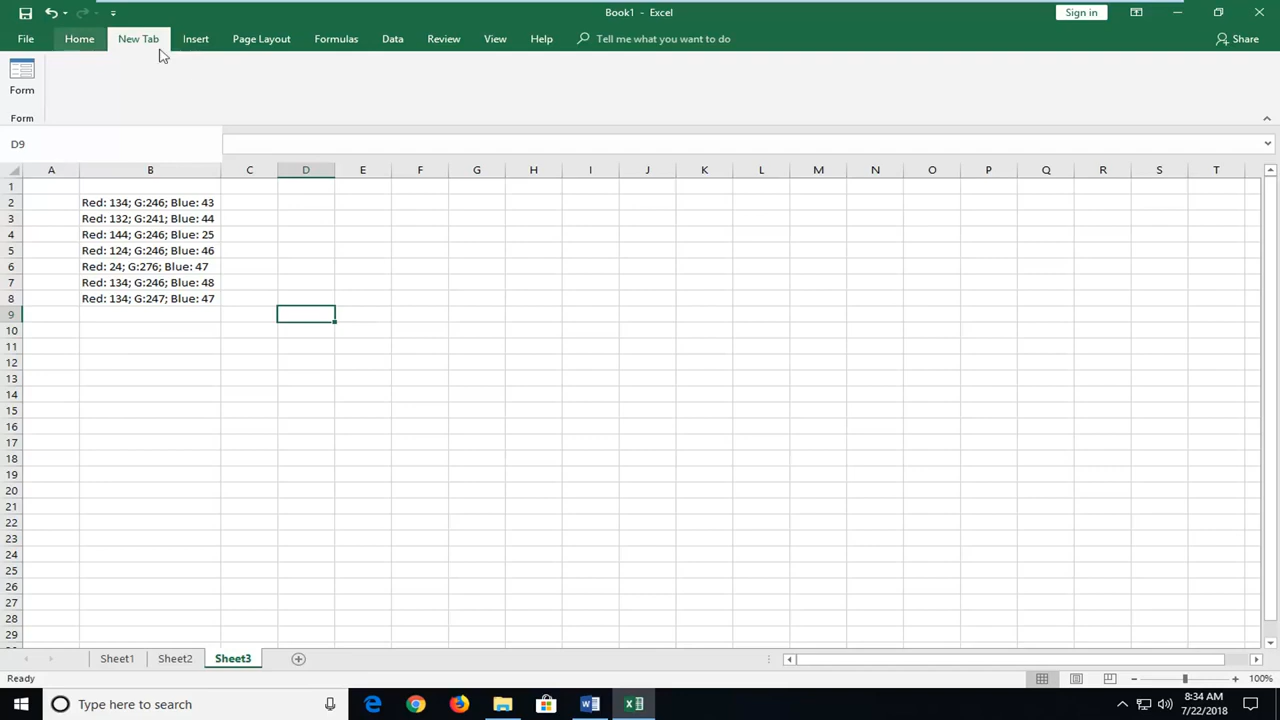 Book1 - Excel
Sign in
File
Home
New Tab
Insert
Page Layout
Formulas
Data
Review
View
Help
Tell me what you want to do
Share
Form
Form
D9
A B C D E F G H I J K L M N O P Q R S T
1
2 Red: 134; G:246; Blue: 43
3 Red: 132; G:241; Blue: 44
4 Red: 144; G:246; Blue: 25
5 Red: 124; G:246; Blue: 46
6 Red: 24; G:276; Blue: 47
7 Red: 134; G:246; Blue: 48
8 Red: 134; G:247; Blue: 47
9
10
11
12
13
14
15
16
17
18
19
20
21
22
23
24
25
26
27
28
29
Sheet1
Sheet2
Sheet3
Ready
100%
Type here to search
8:34 AM
7/22/2018